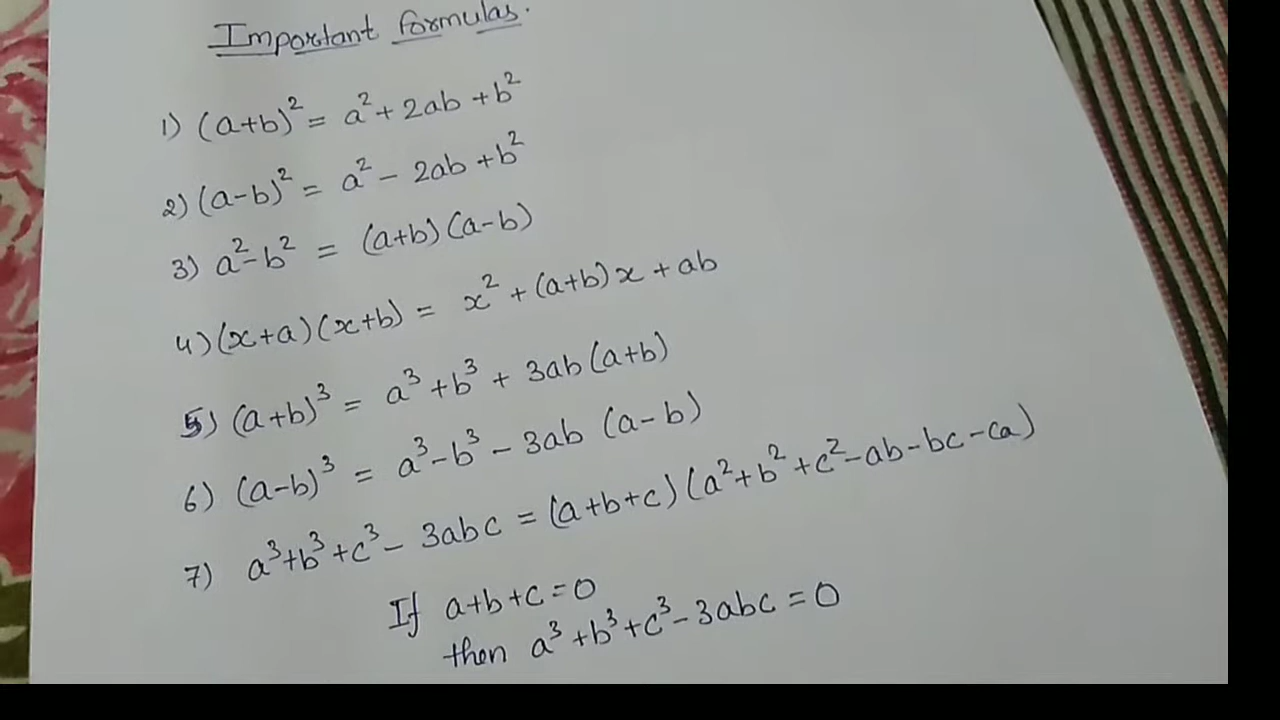 Important formulas.
1) (a+b)² = a² + 2ab + b²
2) (a-b)² = a² - 2ab + b²
3) a² - b² = (a+b) (a-b)
4) (x+a) (x+b) = x² + (a+b) x + ab
5) (a+b)³ = a³ + b³ + 3ab (a+b)
6) (a-b)³ = a³ - b³ - 3ab (a-b)
7) a³ + b³ + c³ - 3abc = (a+b+c) (a² + b² + c² - ab - bc - ca)
If a+b+c = 0
then a³ + b³ + c³ - 3abc = 0